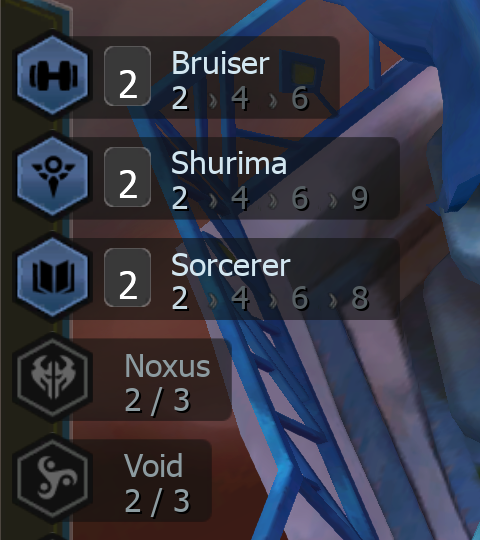 2 Bruiser
2 › 4 › 6
2 Shurima
2 › 4 › 6 › 9
2 Sorcerer
2 › 4 › 6 › 8
Noxus
2 / 3
Void
2 / 3